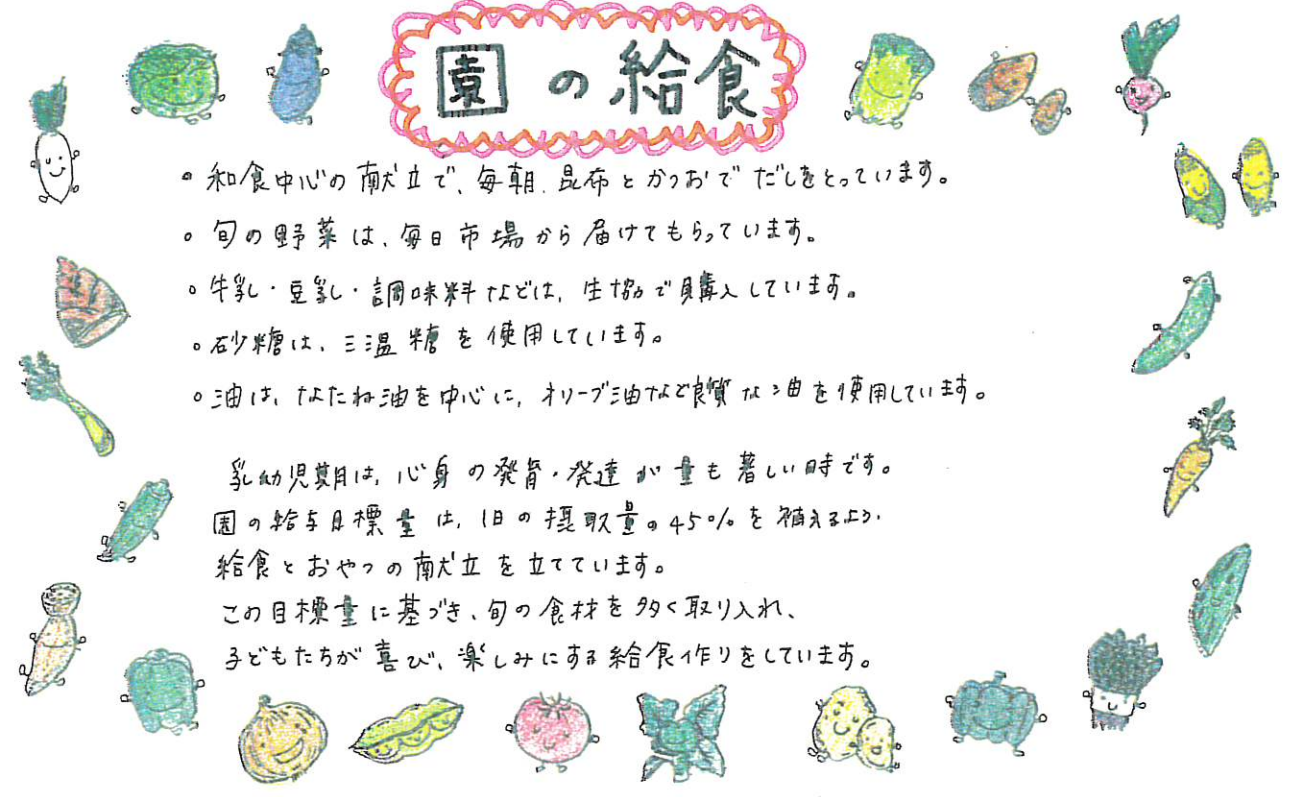 園の給食
。和食中心の献立で、毎朝、昆布とかつおでだしをとっています。
。旬の野菜は、毎日市場から届けてもらっています。
。牛乳・豆乳・調味料などは、生協で購入しています。
。砂糖は、三温糖を使用しています。
。油は、なたね油を中心に、オリーブ油など良質な油を使用しています。
乳幼児期は、心身の発育・発達が量も著しい時です。
園の給与目標量は、1日の摂取量の45%を補えるよう、
給食とおやつの献立を立てています。
この目標量に基づき、旬の食材を多く取り入れ、
子どもたちが喜び、楽しみにする給食作りをしています。